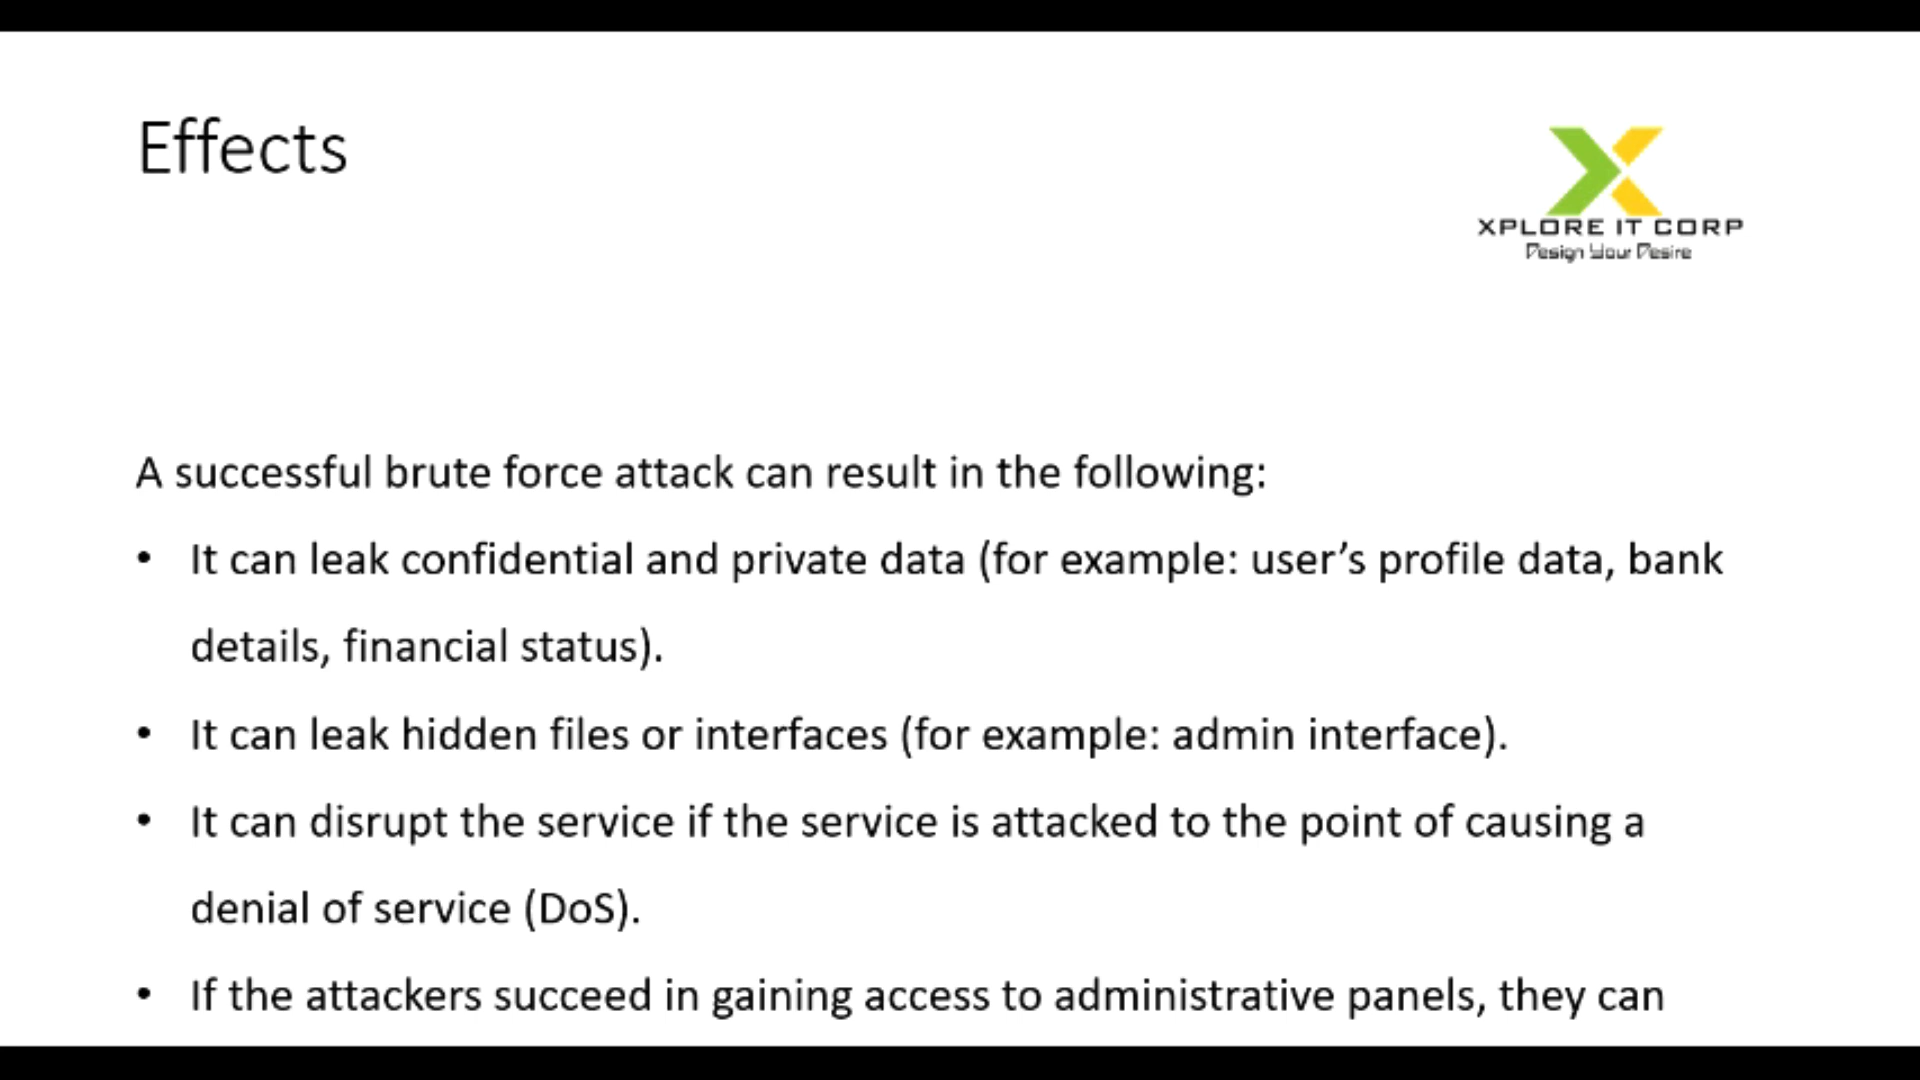 Effects
XPLORE IT CORP
Design Your Desire
A successful brute force attack can result in the following:
• It can leak confidential and private data (for example: user’s profile data, bank
details, financial status).
• It can leak hidden files or interfaces (for example: admin interface).
• It can disrupt the service if the service is attacked to the point of causing a
denial of service (DoS).
• If the attackers succeed in gaining access to administrative panels, they can